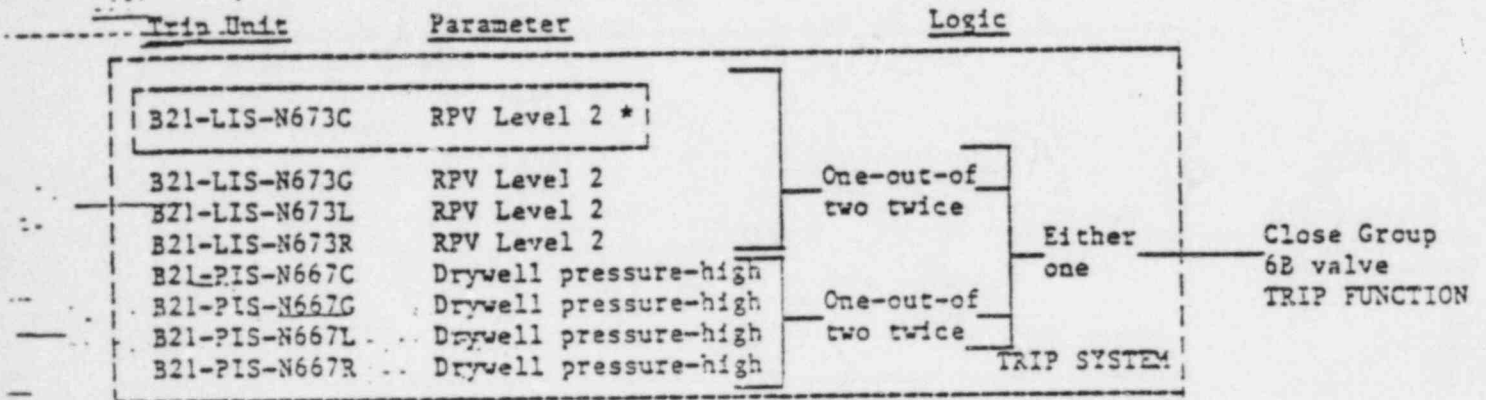 Trip Unit Parameter Logic
B21-LIS-N673C RPV Level 2 *
B21-LIS-N673G RPV Level 2
B21-LIS-N673L RPV Level 2
B21-LIS-N673R RPV Level 2
B21-PIS-N667C Drywell pressure-high
B21-PIS-N667G Drywell pressure-high
B21-PIS-N667L Drywell pressure-high
B21-PIS-N667R Drywell pressure-high
One-out-of
two twice
One-out-of
two twice
Either
one
TRIP SYSTEM
Close Group
6B valve
TRIP FUNCTION